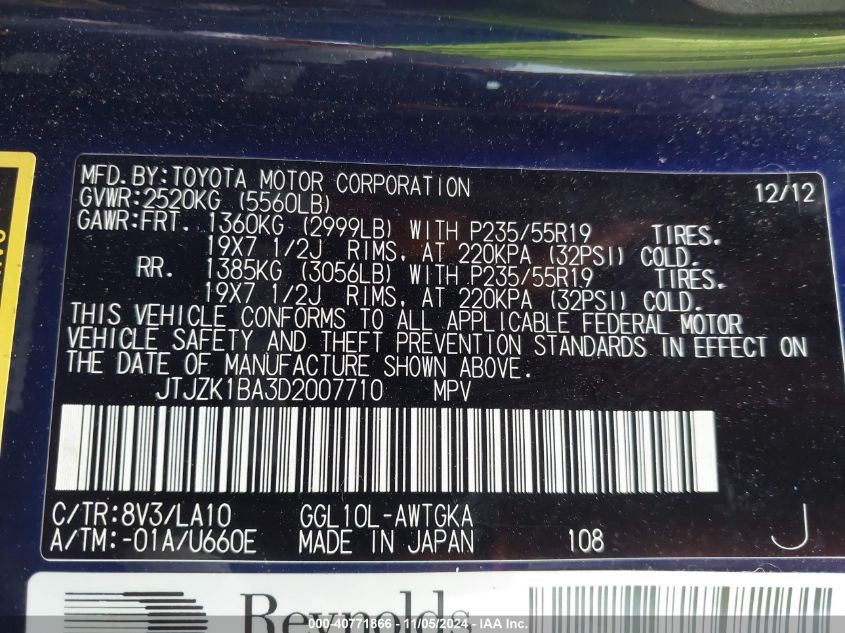 MFD. BY: TOYOTA MOTOR CORPORATION 12/12
GVWR: 2520KG (5560LB)
GAWR: FRT. 1360KG (2999LB) WITH P235/55R19 TIRES.
19X7 1/2J RIMS, AT 220KPA (32PSI) COLD.
RR. 1385KG (3056LB) WITH P235/55R19 TIRES.
19X7 1/2J RIMS, AT 220KPA (32PSI) COLD.
THIS VEHICLE CONFORMS TO ALL APPLICABLE FEDERAL MOTOR
VEHICLE SAFETY AND THEFT PREVENTION STANDARDS IN EFFECT ON
THE DATE OF MANUFACTURE SHOWN ABOVE.
JTJZK1BA3D2007710 MPV
C/TR: 8V3/LA10 GGL10L-AWTGKA
A/TM: -01A/U660E MADE IN JAPAN 108 J
Reynolds
© - 40771866 - 11/05/2024 - IAA Inc.